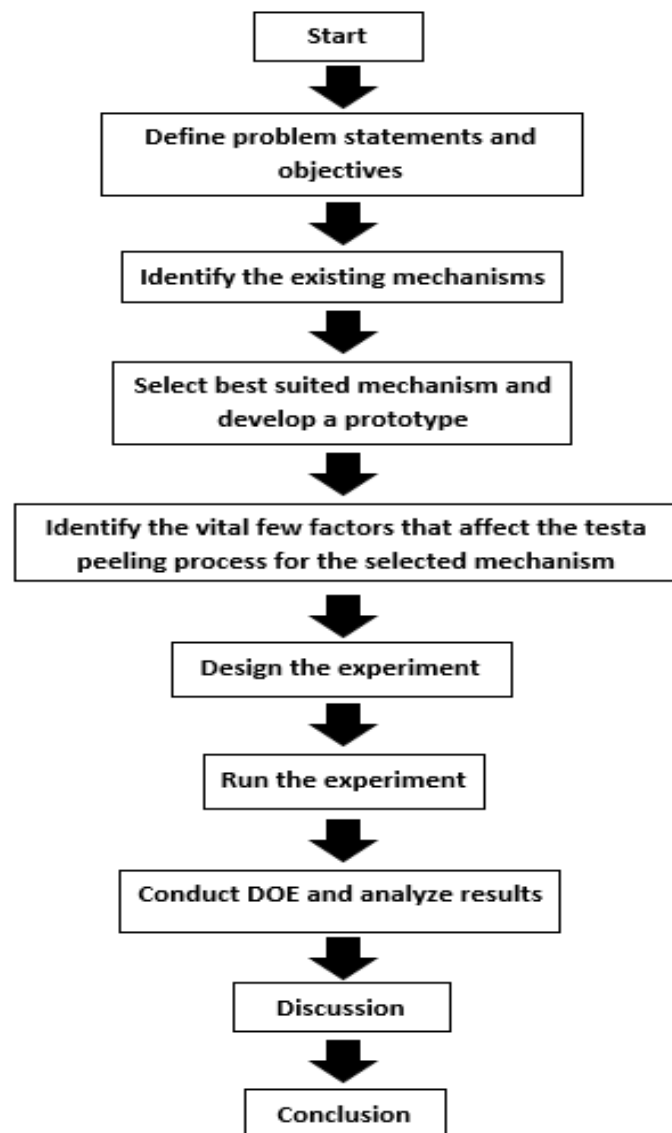 Start
Define problem statements and
objectives
Identify the existing mechanisms
Select best suited mechanism and
develop a prototype
Identify the vital few factors that affect the testa
peeling process for the selected mechanism
Design the experiment
Run the experiment
Conduct DOE and analyze results
Discussion
Conclusion